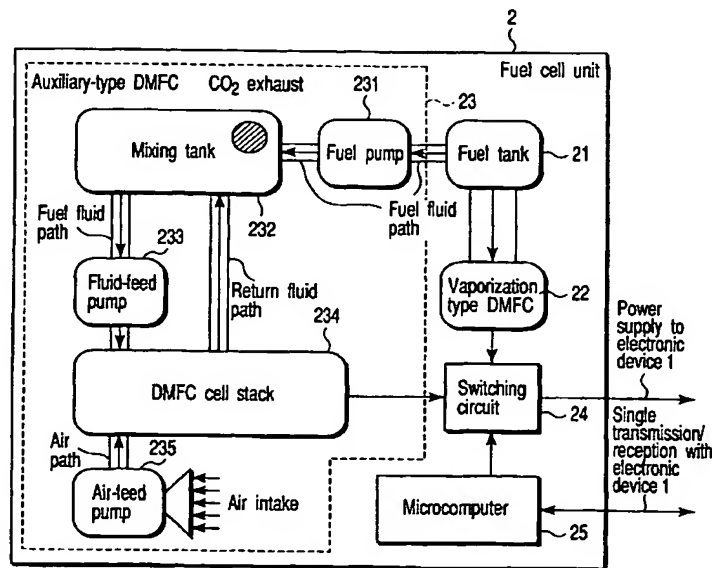 2
Fuel cell unit
Auxiliary-type DMFC
CO2 exhaust
231
23
Mixing tank
Fuel pump
Fuel tank
21
232
Fuel fluid
path
Fuel fluid
path
233
Fluid-feed
pump
Return fluid
path
Vaporization
type DMFC
22
234
Power
supply to
electronic
device 1
DMFC cell stack
Switching
circuit
24
Single
transmission/
reception with
electronic
device 1
Air
path
235
Air-feed
pump
Air intake
Microcomputer
25